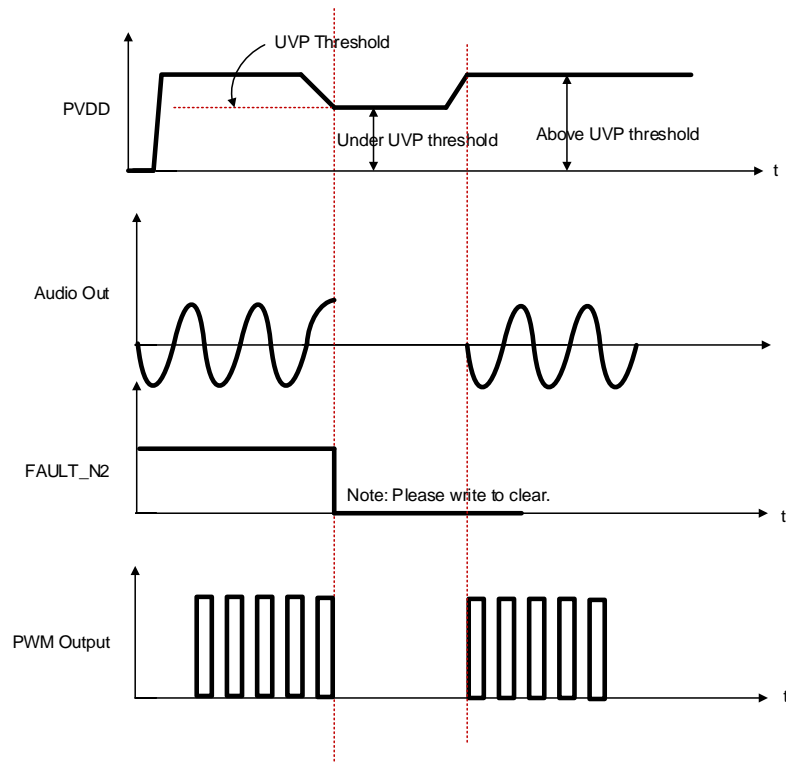 UVP Threshold
PVDD
Under UVP threshold
Above UVP threshold
t
Audio Out
FAULT_N2
Note: Please write to clear.
t
PWM Output
t